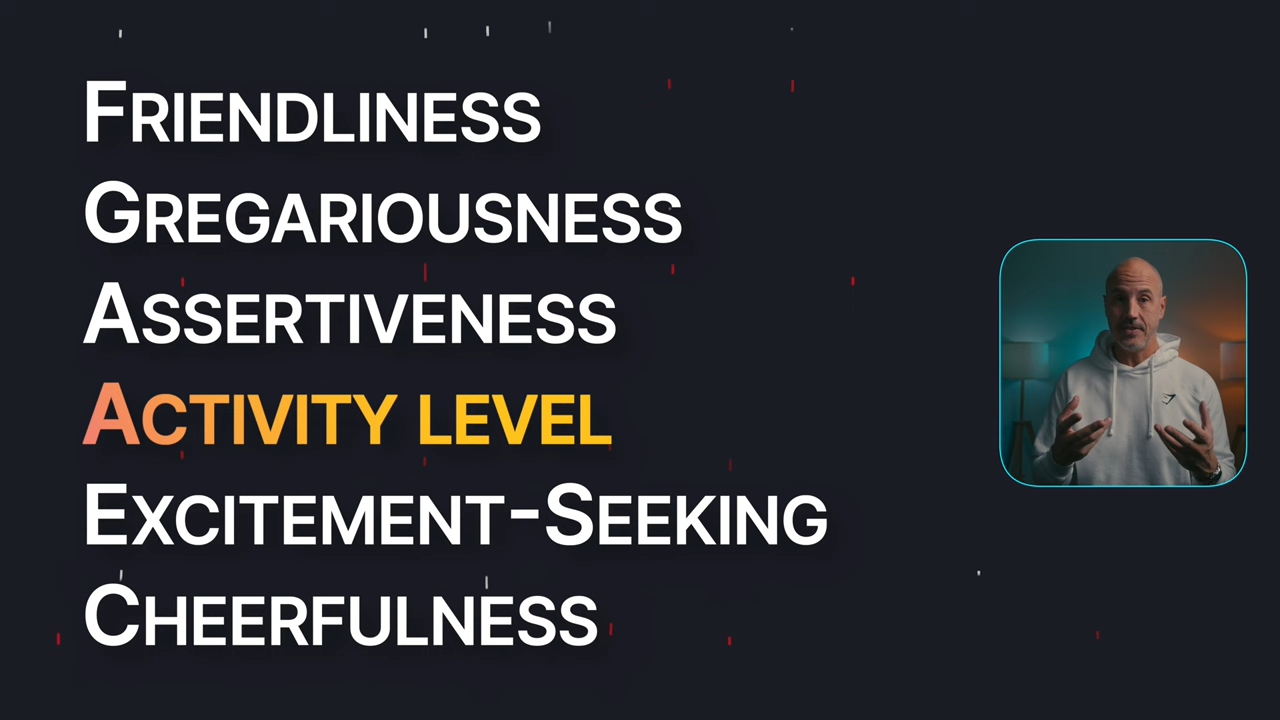 Friendliness
Gregariousness
Assertiveness
Activity level
Excitement-Seeking
Cheerfulness